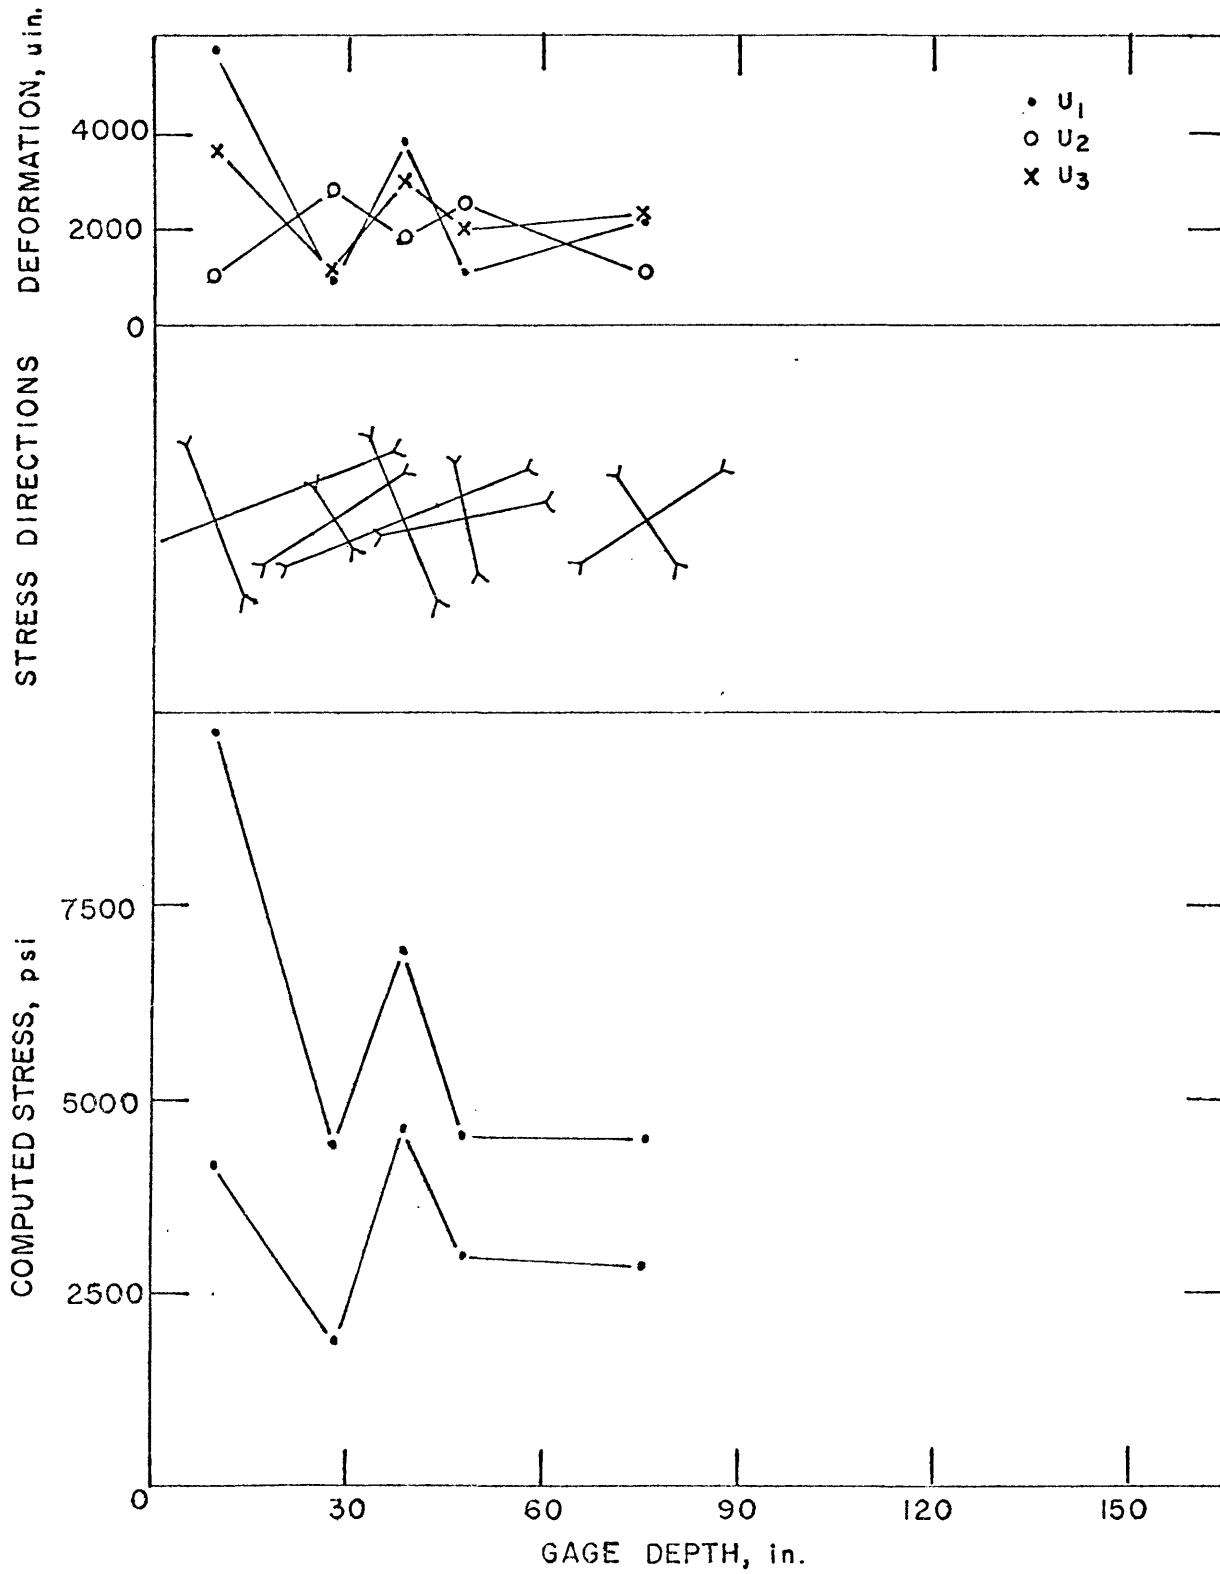 DEFORMATION, uin.
4000
2000
0
U1
U2
U3
STRESS DIRECTIONS
COMPUTED STRESS, psi
7500
5000
2500
0
30
60
90
120
150
GAGE DEPTH, in.